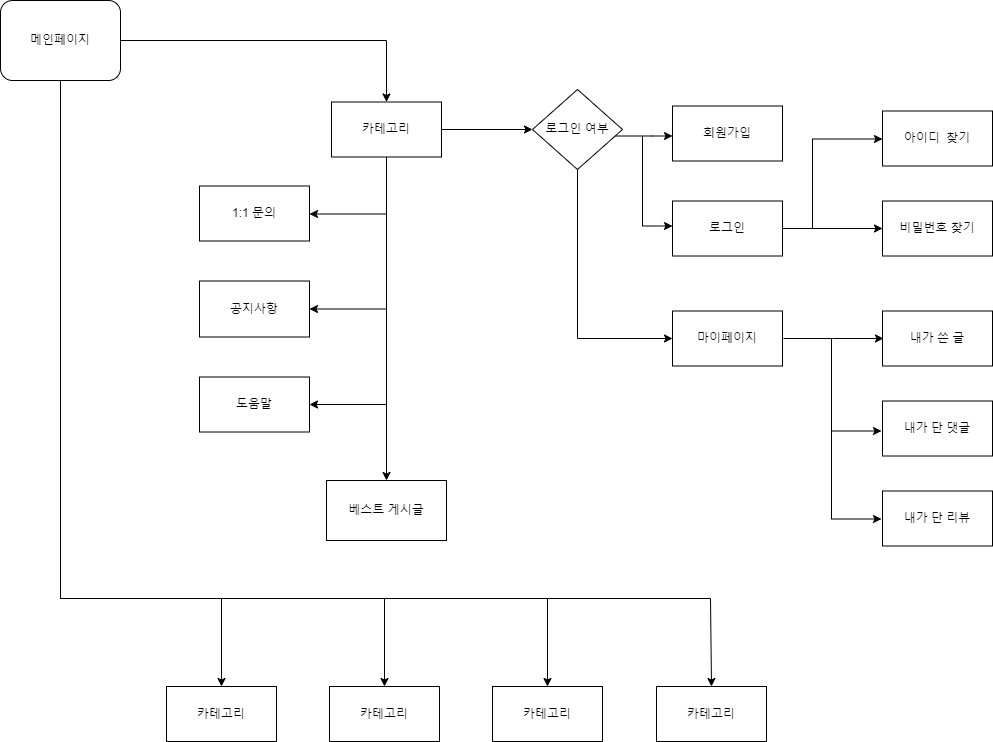 메인페이지
카테고리
로그인 여부
회원가입
아이디 찾기
1:1 문의
로그인
비밀번호 찾기
공지사항
마이페이지
내가 쓴 글
도움말
내가 단 댓글
베스트 게시글
내가 단 리뷰
카테고리
카테고리
카테고리
카테고리